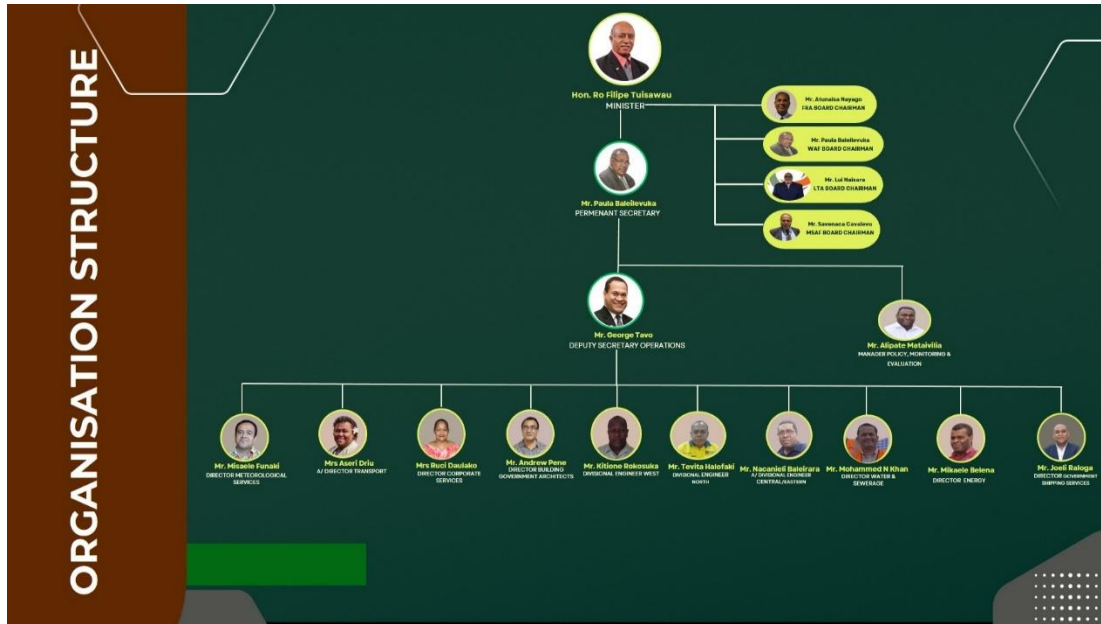 ORGANISATION STRUCTURE
Hon. Ro Filipe Tuisawau
MINISTER
Mr. Atunaisa Nayago
FRA BOARD CHAIRMAN
Mr. Paula Baleilevuka
WAF BOARD CHAIRMAN
Mr. Lui Naisara
LTA BOARD CHAIRMAN
Mr. Savenaca Cavalevu
MSAF BOARD CHAIRMAN
Mr. Paula Baleilevuka
PERMENANT SECRETARY
Mr. George Tavo
DEPUTY SECRETARY OPERATIONS
Mr. Alipate Mataivilia
MANAGER POLICY, MONITORING &
EVALUATION
Mr. Misaele Funaki
DIRECTOR METEOROLOGICAL
SERVICES
Mrs Aseri Driu
A/ DIRECTOR TRANSPORT
Mrs Ruci Daulako
DIRECTOR CORPORATE
SERVICES
Mr. Andrew Pene
DIRECTOR BUILDING
GOVERNMENT ARCHITECTS
Mr. Kitione Rokosuka
DIVISIONAL ENGINEER WEST
Mr. Tevita Halofaki
DIVISIONAL ENGINEER
NORTH
Mr. Nacanieli Baleirara
A/ DIVISIONAL ENGINEER
CENTRAL/EASTERN
Mr. Mohammed N Khan
DIRECTOR WATER &
SEWERAGE
Mr. Mikaele Belena
DIRECTOR ENERGY
Mr. Joeli Raloga
DIRECTOR GOVERNMENT
SHIPPING SERVICES